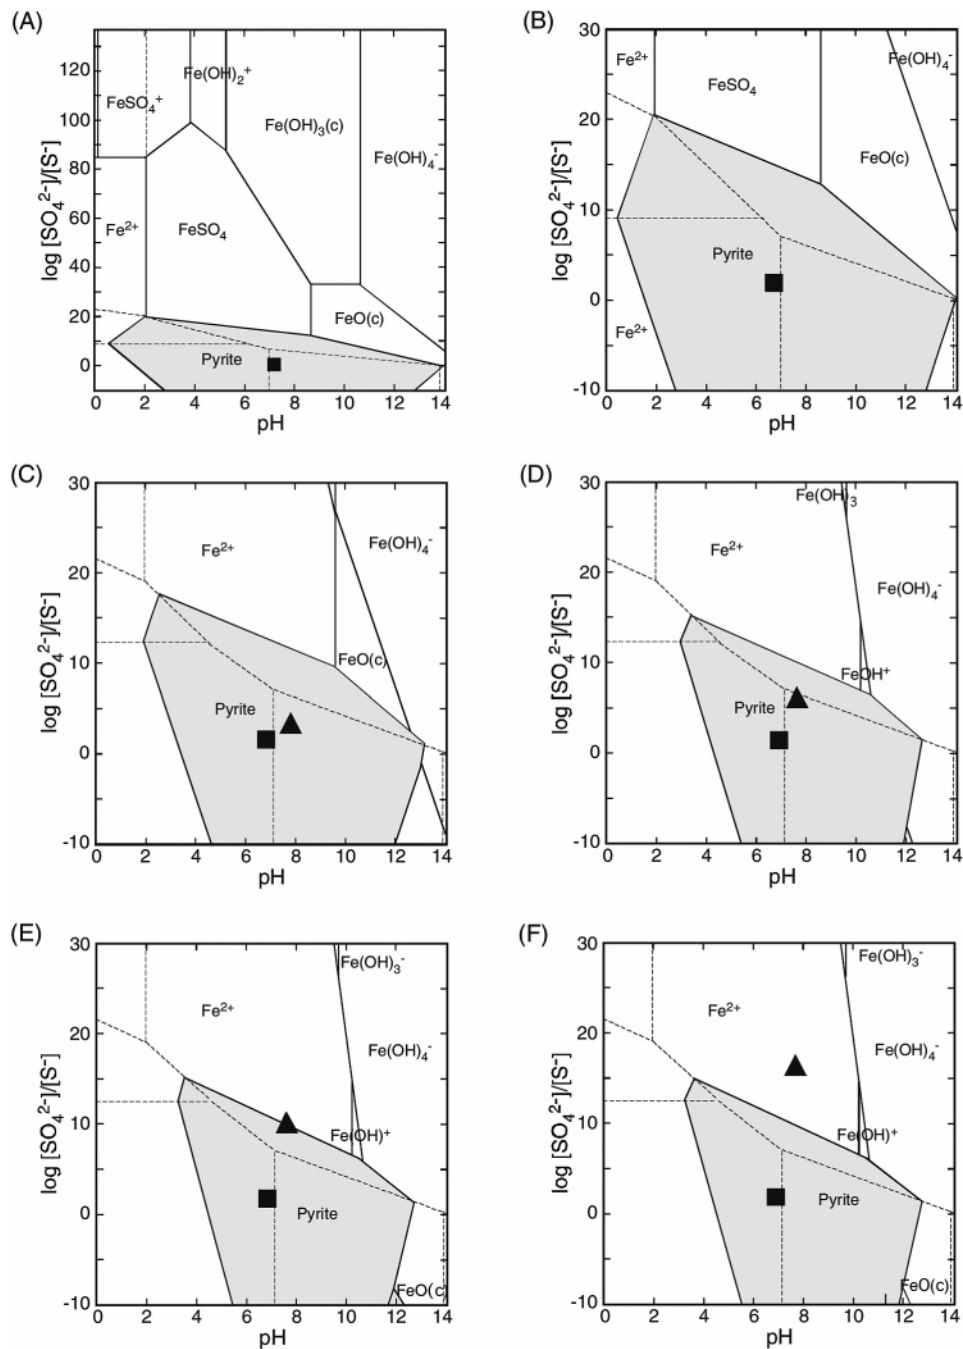 (A)
log [SO₄²⁻]/[S⁻]
120
100
80
60
40
20
0
FeSO₄⁺
Fe(OH)₂⁺
Fe(OH)₃(c)
Fe(OH)₄⁻
Fe²⁺
FeSO₄
FeO(c)
Pyrite
0 2 4 6 8 10 12 14
pH
(B)
log [SO₄²⁻]/[S⁻]
30
20
10
0
-10
Fe²⁺
FeSO₄
Fe(OH)₄⁻
FeO(c)
Pyrite
Fe²⁺
0 2 4 6 8 10 12 14
pH
(C)
log [SO₄²⁻]/[S⁻]
30
20
10
0
-10
Fe²⁺
Fe(OH)₄⁻
FeO(c)
Pyrite
0 2 4 6 8 10 12 14
pH
(D)
log [SO₄²⁻]/[S⁻]
30
20
10
0
-10
Fe(OH)₃
Fe²⁺
Fe(OH)₄⁻
FeOH⁺
Pyrite
0 2 4 6 8 10 12 14
pH
(E)
log [SO₄²⁻]/[S⁻]
30
20
10
0
-10
Fe(OH)₃⁻
Fe²⁺
Fe(OH)₄⁻
Fe(OH)⁺
Pyrite
FeO(c)
0 2 4 6 8 10 12 14
pH
(F)
log [SO₄²⁻]/[S⁻]
30
20
10
0
-10
Fe(OH)₃⁻
Fe²⁺
Fe(OH)₄⁻
Fe(OH)⁺
Pyrite
FeO(c)
0 2 4 6 8 10 12 14
pH